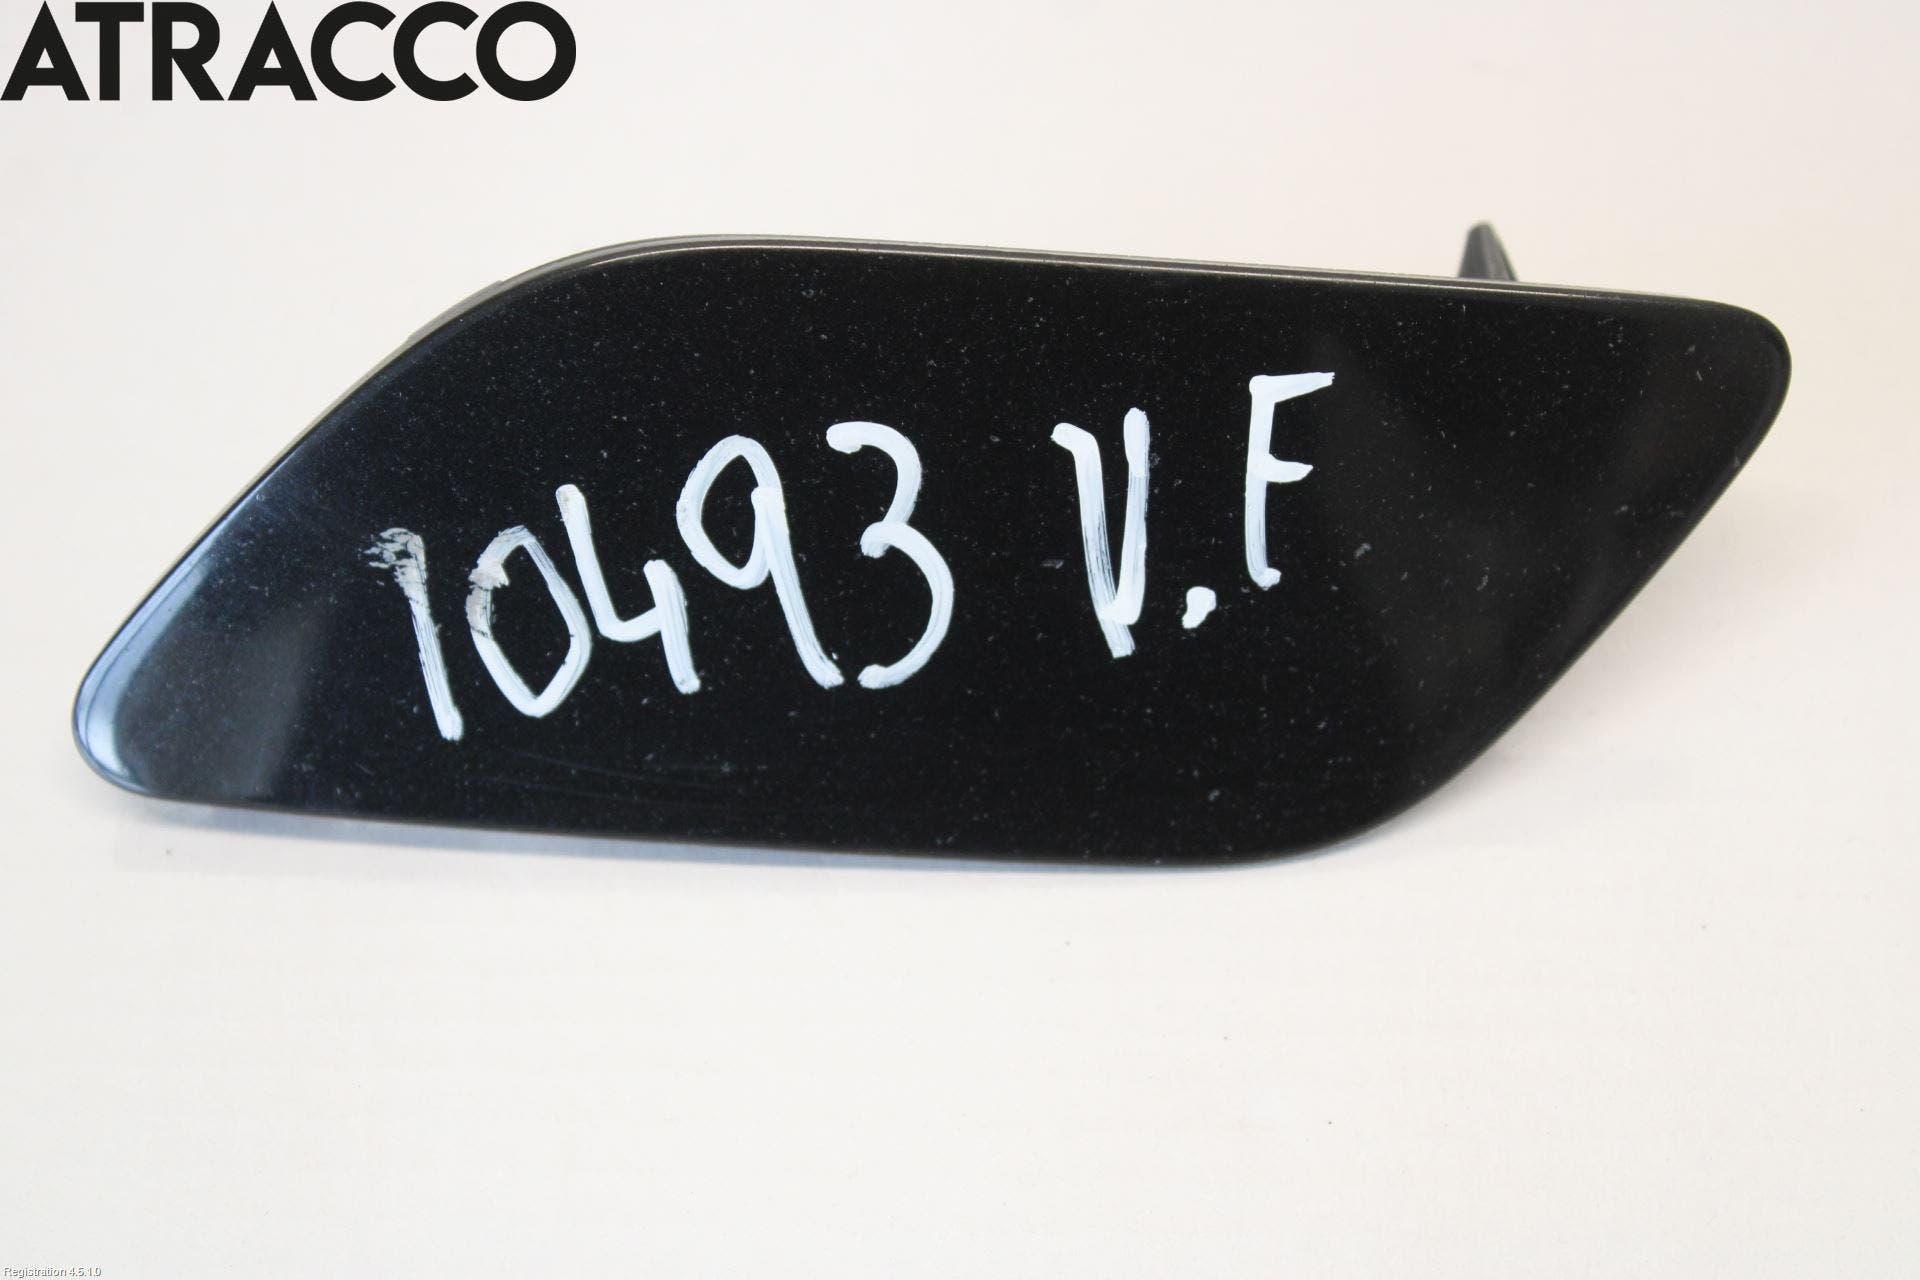 ATRACCO
10493 V.F
Registration 4.5.1.0